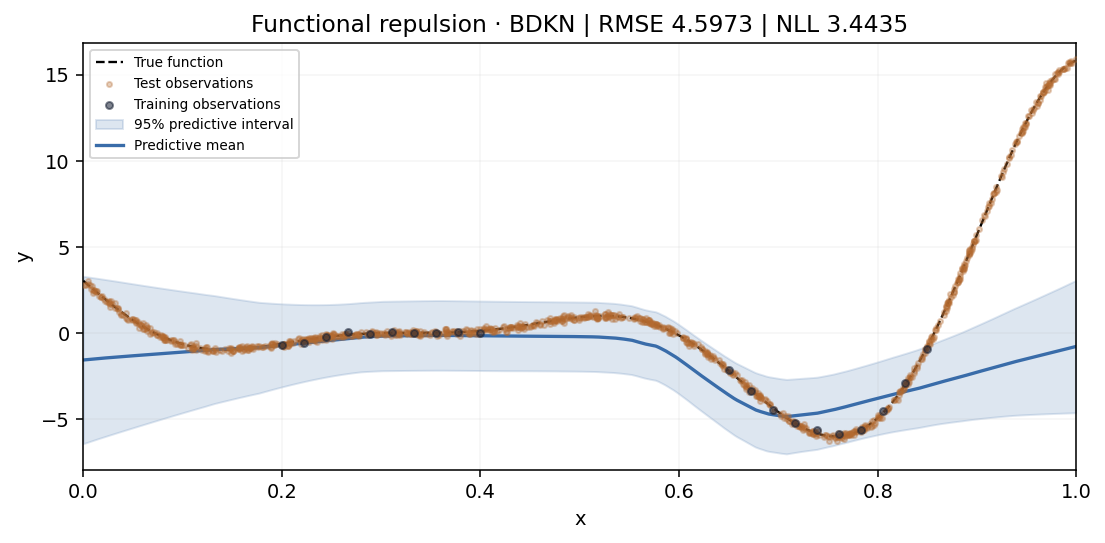 Functional repulsion · BDKN | RMSE 4.5973 | NLL 3.4435
True function
Test observations
Training observations
95% predictive interval
Predictive mean
y
15
10
5
0
−5
0.0 0.2 0.4 0.6 0.8 1.0
x